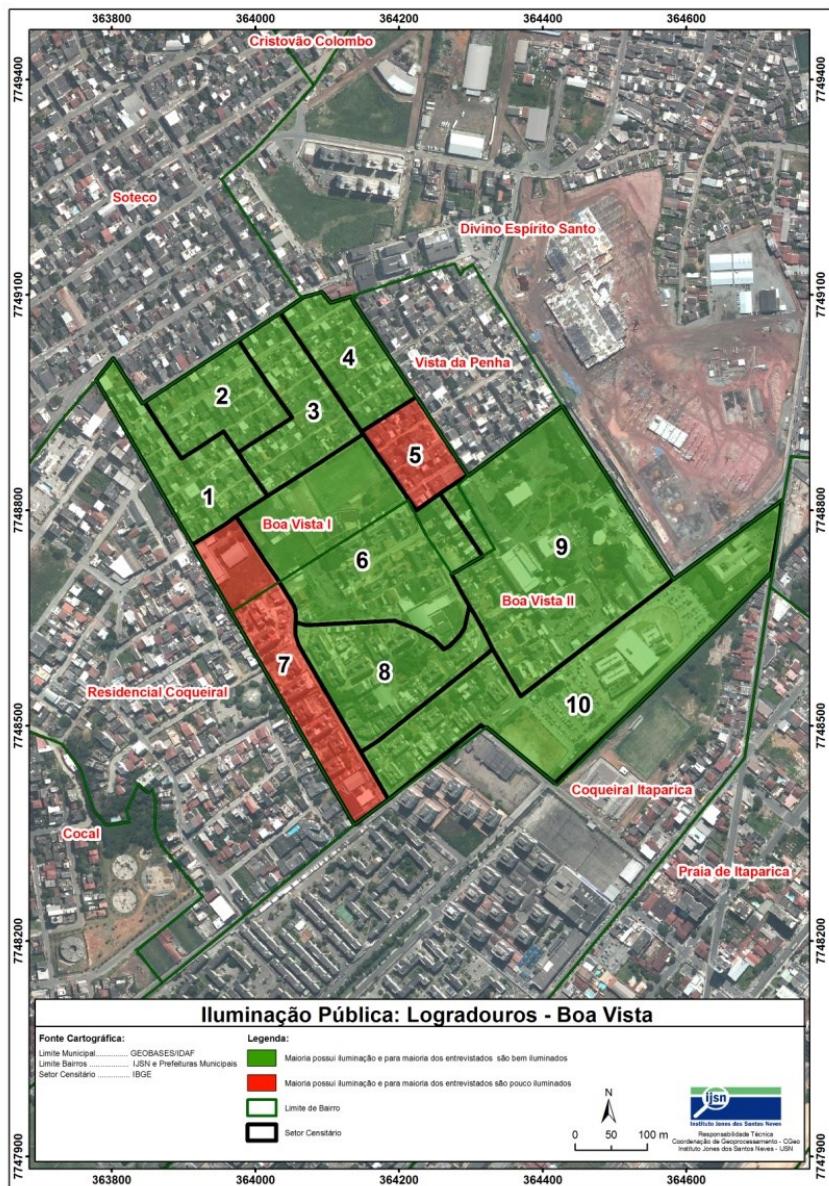 363800 364000 364200 364400 364600
7749400
7749100
7748800
7748500
7748200
7747900
Cristovão Colombo
Soteco
Divino Espírito Santo
Vista da Penha
4
2
3
5
1
Boa Vista I
6
9
Boa Vista II
7
8
Residencial Coqueiral
10
Coqueiral Itaparica
Cocal
Praia de Itaparica
7749400
7749100
7748800
7748500
7748200
7747900
Iluminação Pública: Logradouros - Boa Vista
Fonte Cartográfica:
Limite Municipal............ GEOBASES/IDAF
Limite Bairros .............. IJSN e Prefeituras Municipais
Setor Censitário ........... IBGE
Legenda:
Maioria possui iluminação e para maioria dos entrevistados são bem iluminados
Maioria possui iluminação e para maioria dos entrevistados são pouco iluminados
Limite de Bairro
Setor Censitário
N
0 50 100 m
ijsn
Instituto Jones dos Santos Neves
Responsabilidade Técnica
Coordenação de Geoprocessamento - CGeo
Instituto Jones dos Santos Neves - IJSN
363800 364000 364200 364400 364600